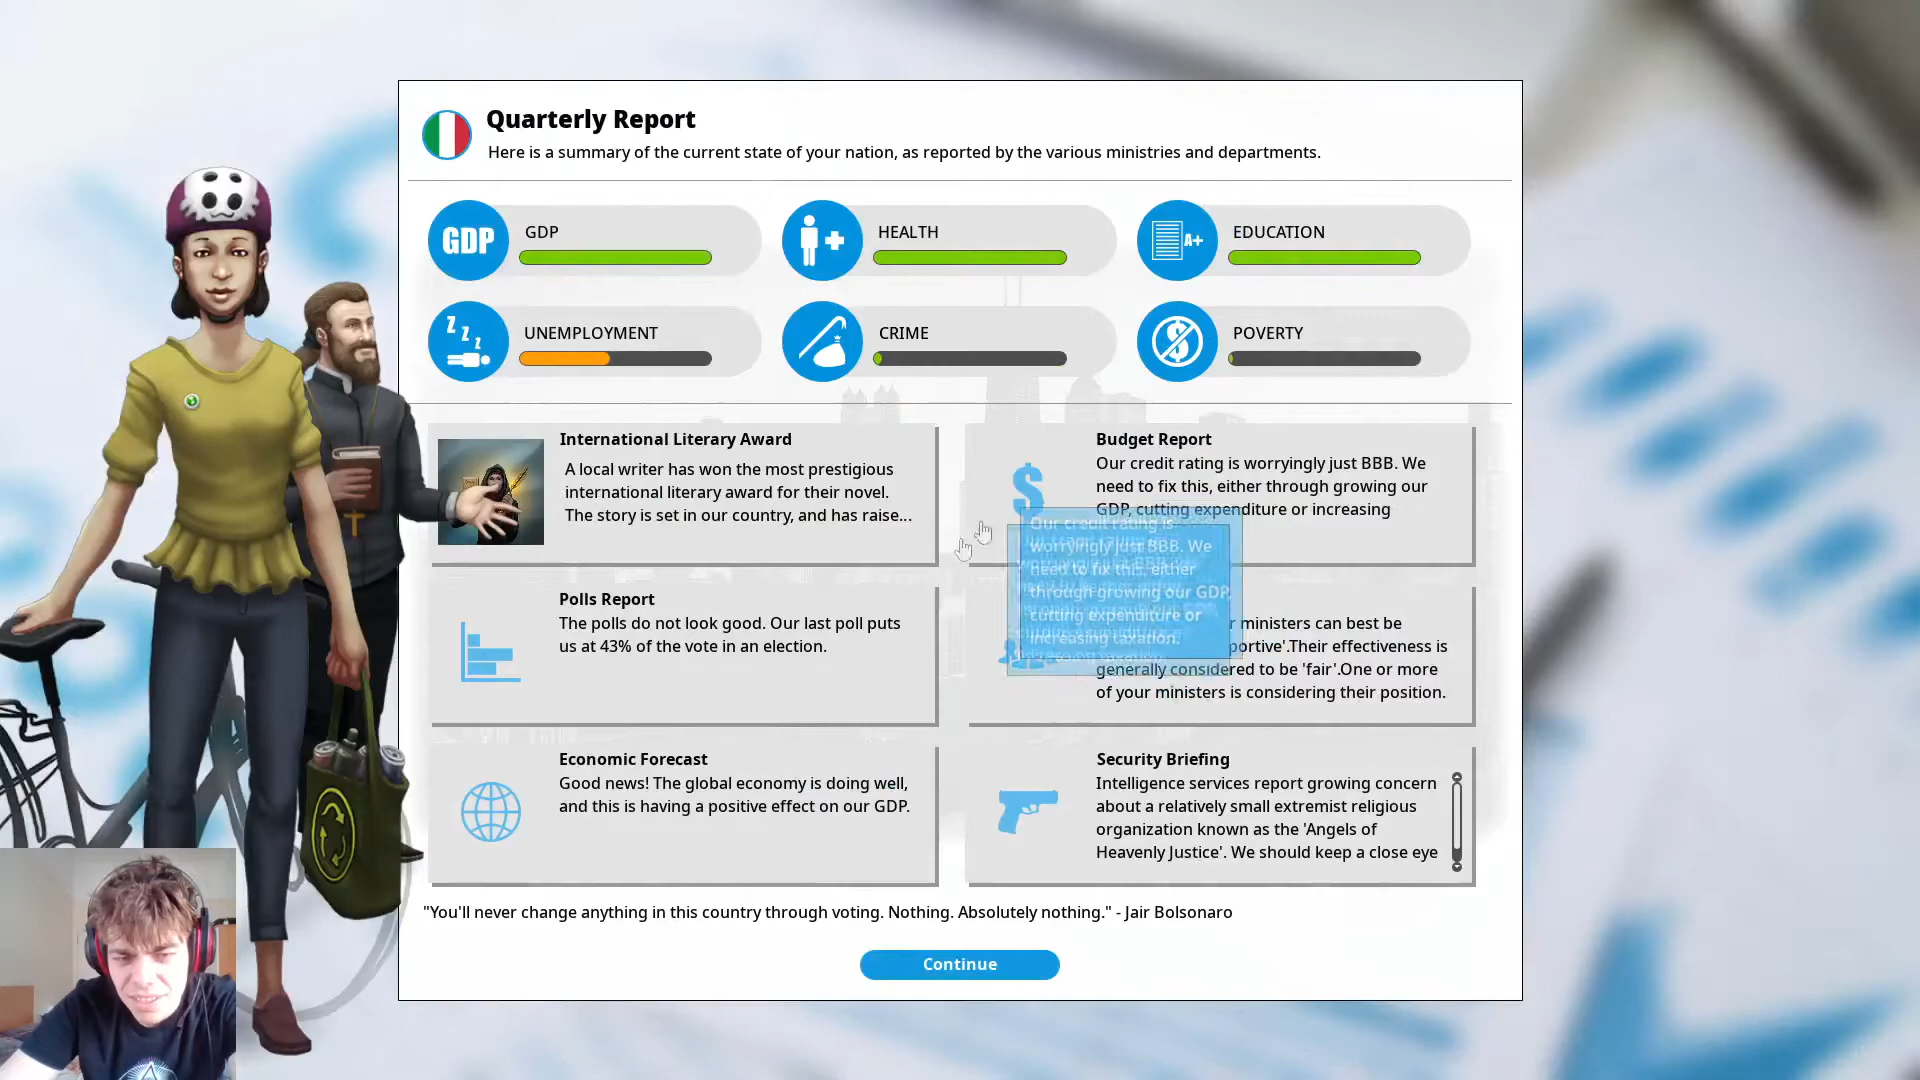 Quarterly Report
Here is a summary of the current state of your nation, as reported by the various ministries and departments.
GDP
GDP
HEALTH
A+
EDUCATION
Z
Z
Z
UNEMPLOYMENT
CRIME
$
POVERTY
International Literary Award
A local writer has won the most prestigious
international literary award for their novel.
The story is set in our country, and has raise...
$
Budget Report
Our credit rating is worryingly just BBB. We
need to fix this, either through growing our
GDP, cutting expenditure or increasing
Our credit rating is
worryingly just BBB. We
need to fix this, either
through growing our GDP,
cutting expenditure or
increasing taxation.
Polls Report
The polls do not look good. Our last poll puts
us at 43% of the vote in an election.
ministers can best be
portive'.Their effectiveness is
generally considered to be 'fair'.One or more
of your ministers is considering their position.
Economic Forecast
Good news! The global economy is doing well,
and this is having a positive effect on our GDP.
Security Briefing
Intelligence services report growing concern
about a relatively small extremist religious
organization known as the 'Angels of
Heavenly Justice'. We should keep a close eye
"You'll never change anything in this country through voting. Nothing. Absolutely nothing." - Jair Bolsonaro
Continue